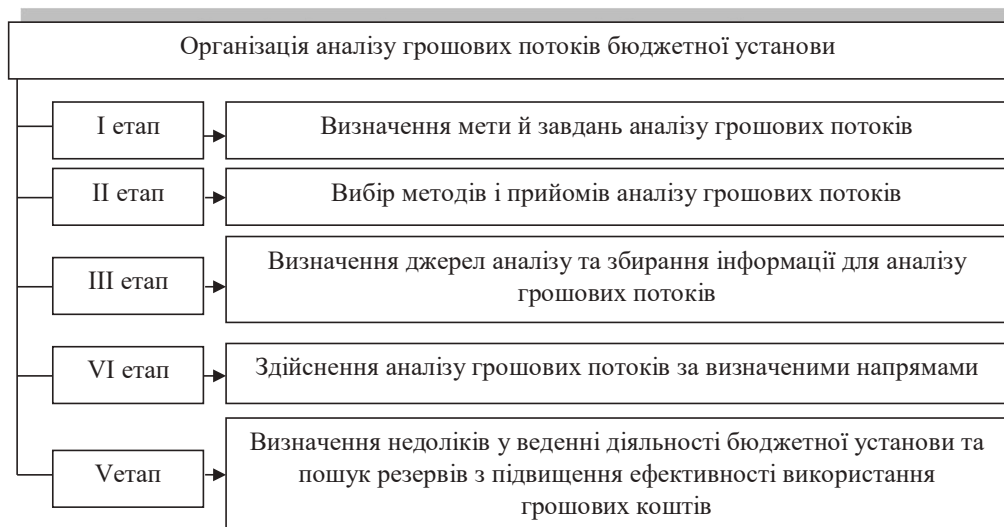 Організація аналізу грошових потоків бюджетної установи
І етап
Визначення мети й завдань аналізу грошових потоків
ІІ етап
Вибір методів і прийомів аналізу грошових потоків
ІІІ етап
Визначення джерел аналізу та збирання інформації для аналізу
грошових потоків
VІ етап
Здійснення аналізу грошових потоків за визначеними напрямами
Vетап
Визначення недоліків у веденні діяльності бюджетної установи та
пошук резервів з підвищення ефективності використання
грошових коштів